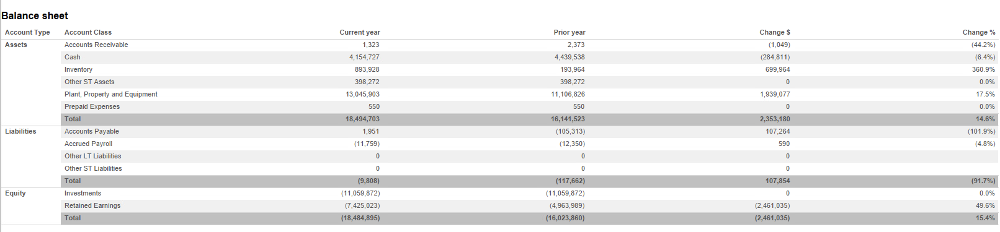 Balance sheet
Account Type Account Class Current year Prior year Change $ Change %
Assets Accounts Receivable 1,323 2,373 (1,049) (44.2%)
Cash 4,154,727 4,439,538 (284,811) (6.4%)
Inventory 893,928 193,964 699,964 360.9%
Other ST Assets 398,272 398,272 0 0.0%
Plant, Property and Equipment 13,045,903 11,106,826 1,939,077 17.5%
Prepaid Expenses 550 550 0 0.0%
Total 18,494,703 16,141,523 2,353,180 14.6%
Liabilities Accounts Payable 1,951 (105,313) 107,264 (101.9%)
Accrued Payroll (11,759) (12,350) 590 (4.8%)
Other LT Liabilities 0 0 0
Other ST Liabilities 0 0 0
Total (9,808) (117,662) 107,854 (91.7%)
Equity Investments (11,059,872) (11,059,872) 0 0.0%
Retained Earnings (7,425,023) (4,963,989) (2,461,035) 49.6%
Total (18,484,895) (16,023,860) (2,461,035) 15.4%